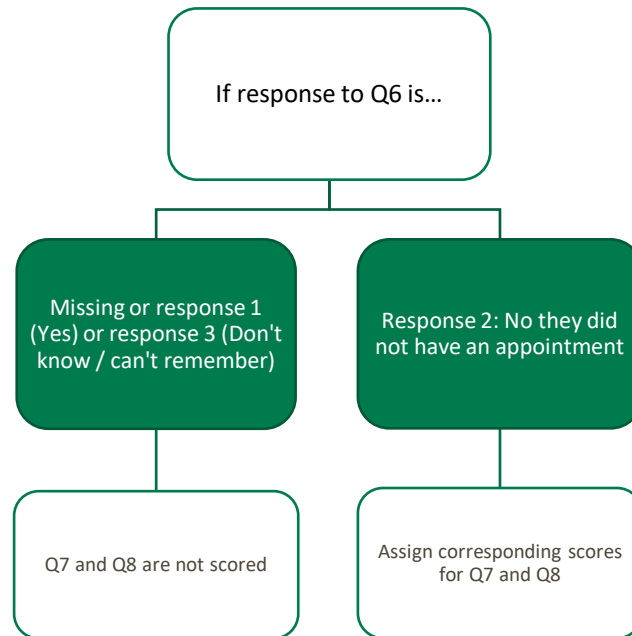 If response to Q6 is...
Missing or response 1
(Yes) or response 3 (Don't
know / can't remember)
Response 2: No they did
not have an appointment
Q7 and Q8 are not scored
Assign corresponding scores
for Q7 and Q8